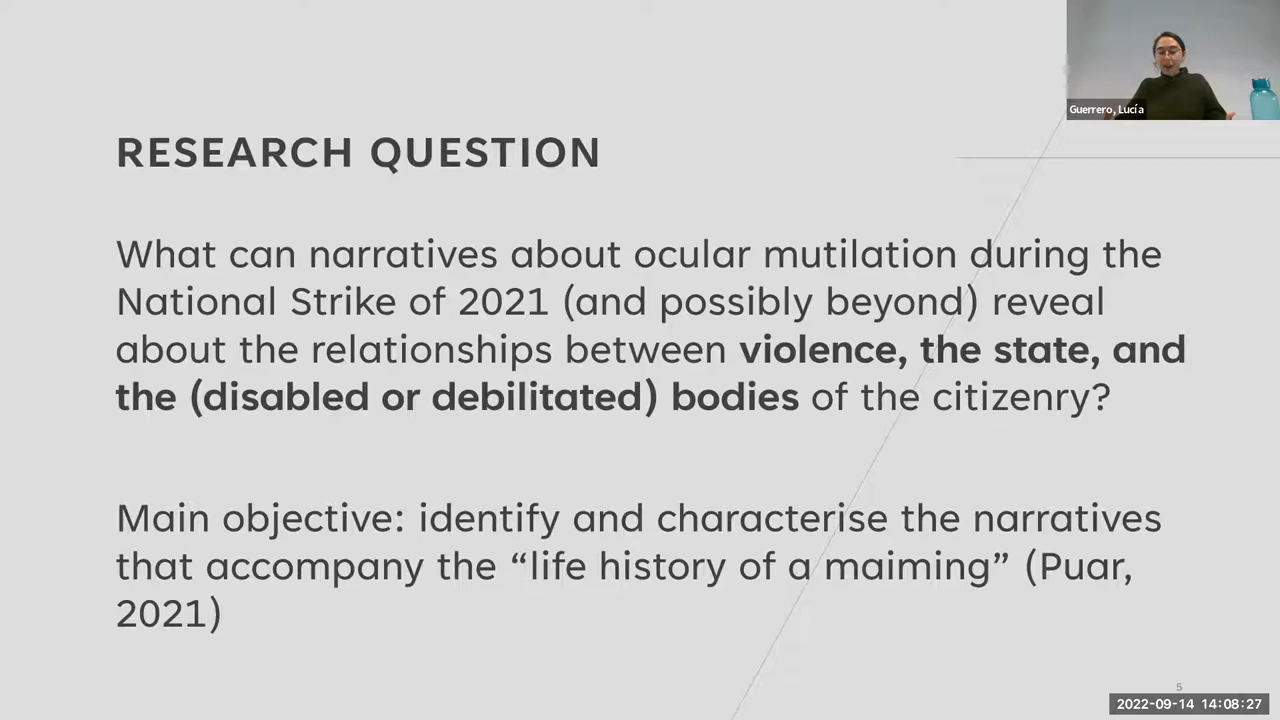 Guerrero, Lucía
RESEARCH QUESTION
What can narratives about ocular mutilation during the
National Strike of 2021 (and possibly beyond) reveal
about the relationships between violence, the state, and
the (disabled or debilitated) bodies of the citizenry?
Main objective: identify and characterise the narratives
that accompany the “life history of a maiming” (Puar,
2021)
5
2022-09-14 14:08:27